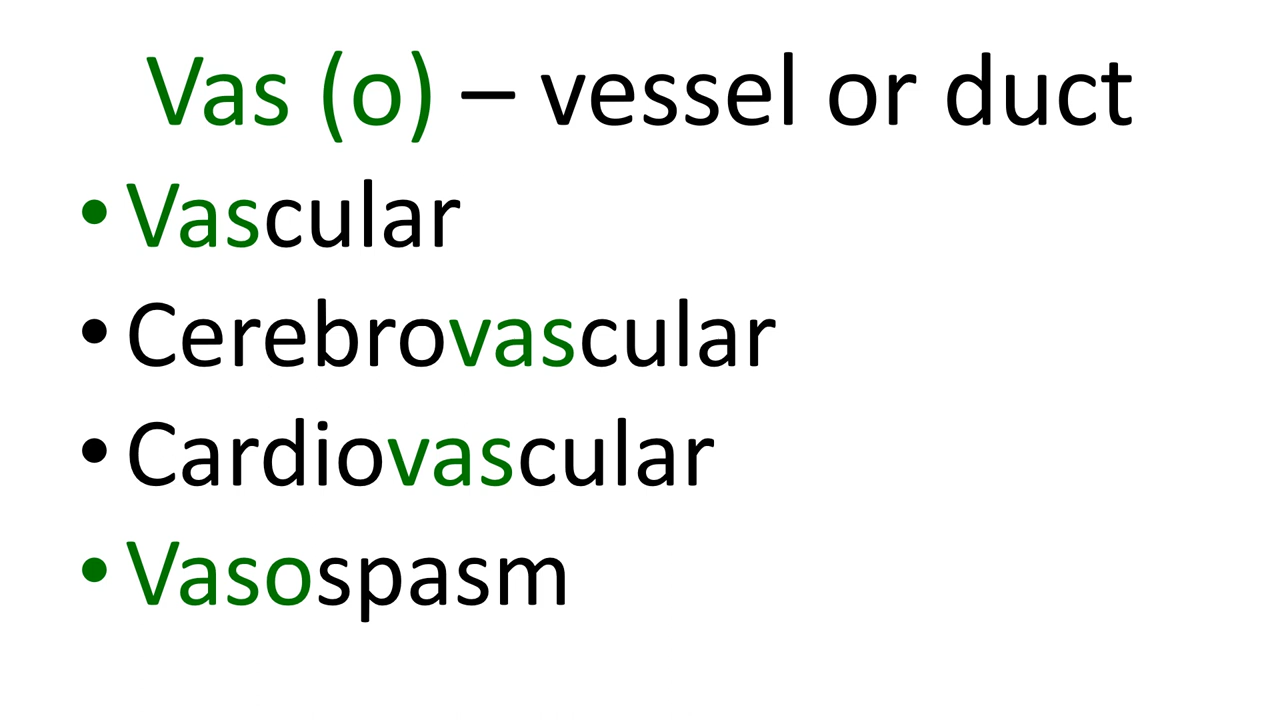 Vas (o) – vessel or duct
• Vascular
• Cerebrovascular
• Cardiovascular
• Vasospasm